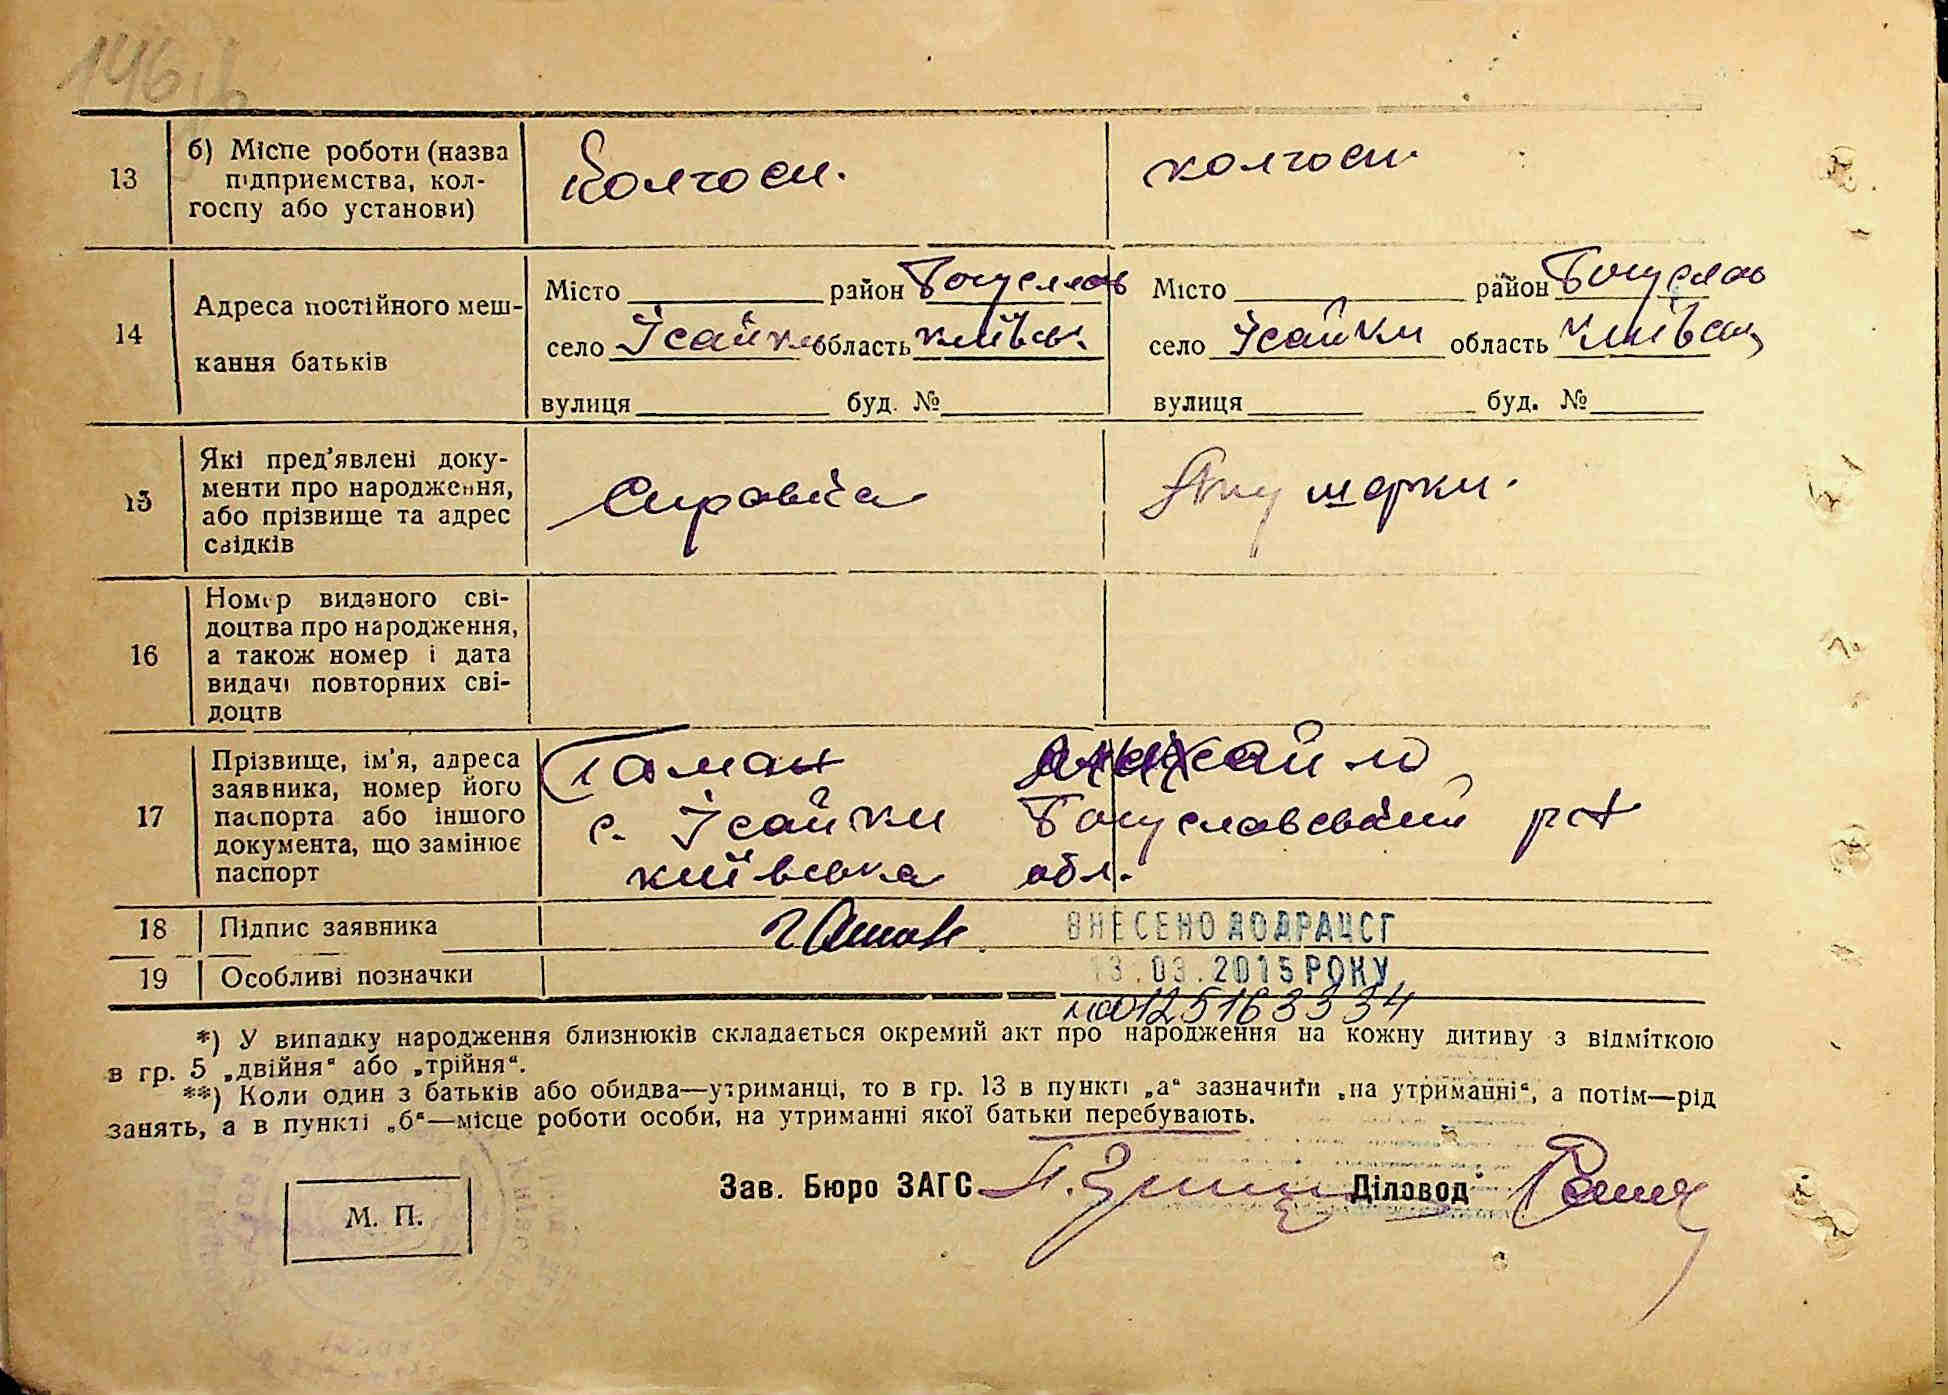 146
13
б) Місце роботи (назва
підприємства, кол-
госпу або установи)
Колгосп.
колгосп.
14
Адреса постійного меш-
кання батьків
Місто район Богуслав
село Ісайки область київськ.
вулиця буд. №
Місто район Богуслав
село Ісайки область Київськ
вулиця буд. №
15
Які пред'явлені доку-
менти про народження,
або прізвище та адрес
свідків
Справка
16
Номер виданого сві-
доцтва про народження,
а також номер і дата
видачі повторних сві-
доцтв
17
Прізвище, ім'я, адреса
заявника, номер його
паспорта або іншого
документа, що замінює
паспорт
Гаман Михайло
с. Ісайки Богуславський р-н
київська обл.
18
Підпис заявника
Гаман
ВНЕСЕНО ДО ДРАЦСГ
19
Особливі позначки
13.03.2015 РОКУ
№00125163334
*) У випадку народження близнюків складається окремий акт про народження на кожну дитину з відміткою
в гр. 5 „двійня“ або „трійня“.
**) Коли один з батьків або обидва—утриманці, то в гр. 13 в пункті „а“ зазначити „на утриманні“, а потім—рід
занять, а в пункті „б“—місце роботи особи, на утриманні якої батьки перебувають.
Зав. Бюро ЗАГС
Діловод
М. П.